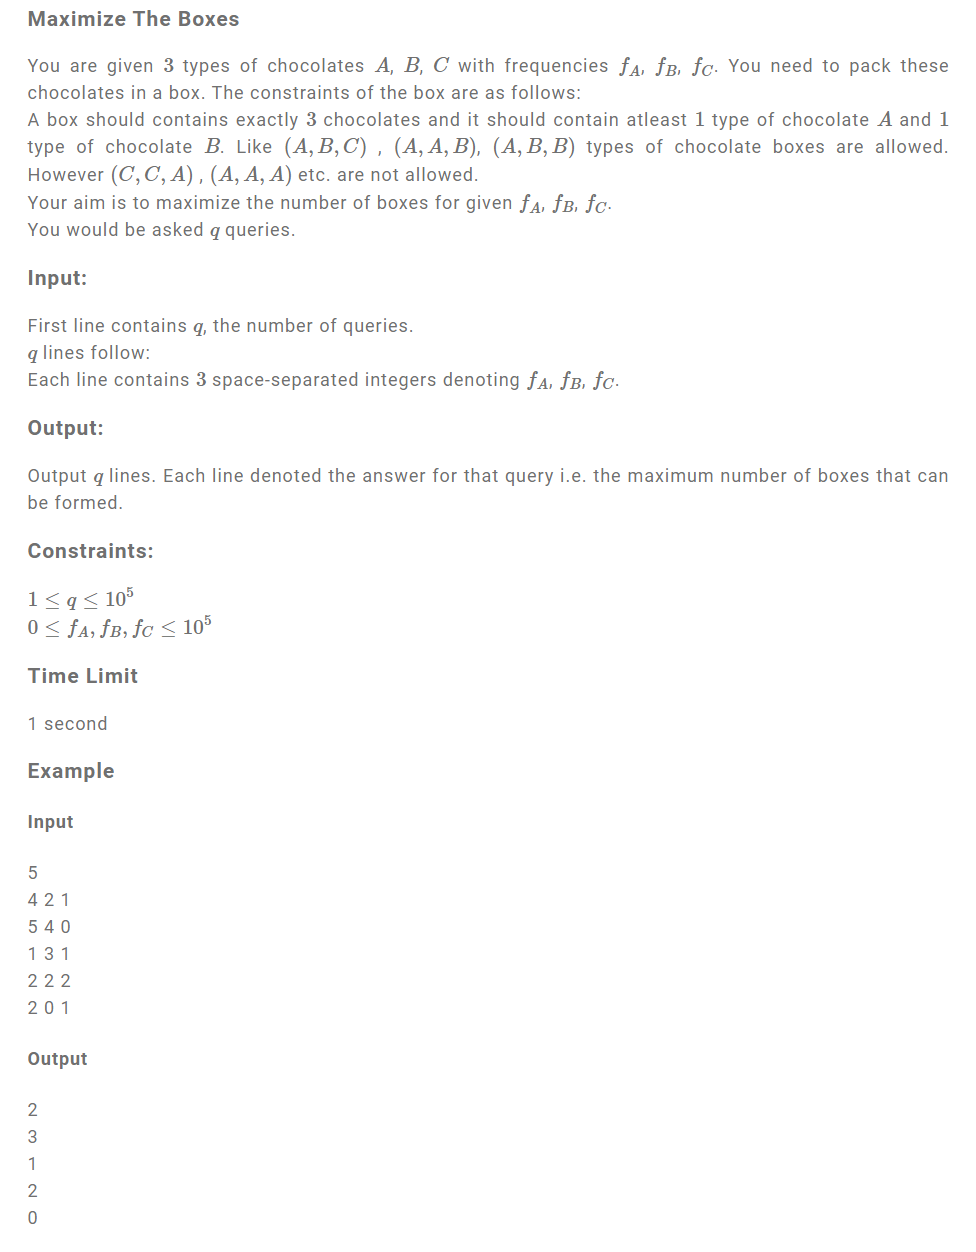 Maximize The Boxes
You are given 3 types of chocolates A, B, C with frequencies f_A, f_B, f_C. You need to pack these
chocolates in a box. The constraints of the box are as follows:
A box should contains exactly 3 chocolates and it should contain atleast 1 type of chocolate A and 1
type of chocolate B. Like (A, B, C) , (A, A, B), (A, B, B) types of chocolate boxes are allowed.
However (C, C, A) , (A, A, A) etc. are not allowed.
Your aim is to maximize the number of boxes for given f_A, f_B, f_C.
You would be asked q queries.
Input:
First line contains q, the number of queries.
q lines follow:
Each line contains 3 space-separated integers denoting f_A, f_B, f_C.
Output:
Output q lines. Each line denoted the answer for that query i.e. the maximum number of boxes that can
be formed.
Constraints:
1 ≤ q ≤ 10^5
0 ≤ f_A, f_B, f_C ≤ 10^5
Time Limit
1 second
Example
Input
5
4 2 1
5 4 0
1 3 1
2 2 2
2 0 1
Output
2
3
1
2
0